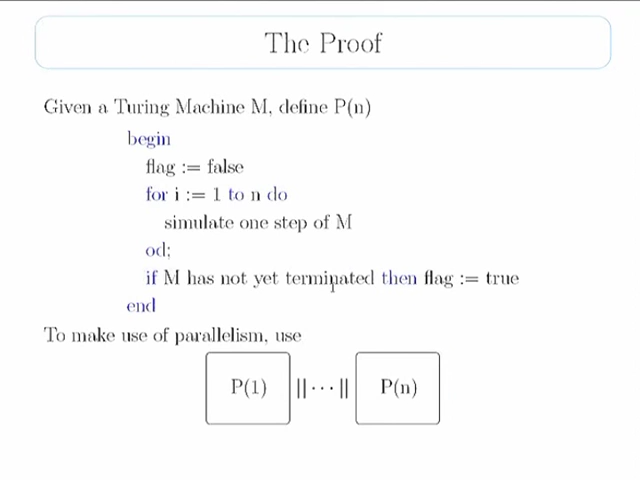 The Proof
Given a Turing Machine M, define P(n)
begin
flag := false
for i := 1 to n do
simulate one step of M
od;
if M has not yet terminated then flag := true
end
To make use of parallelism, use
P(1) || ··· || P(n)